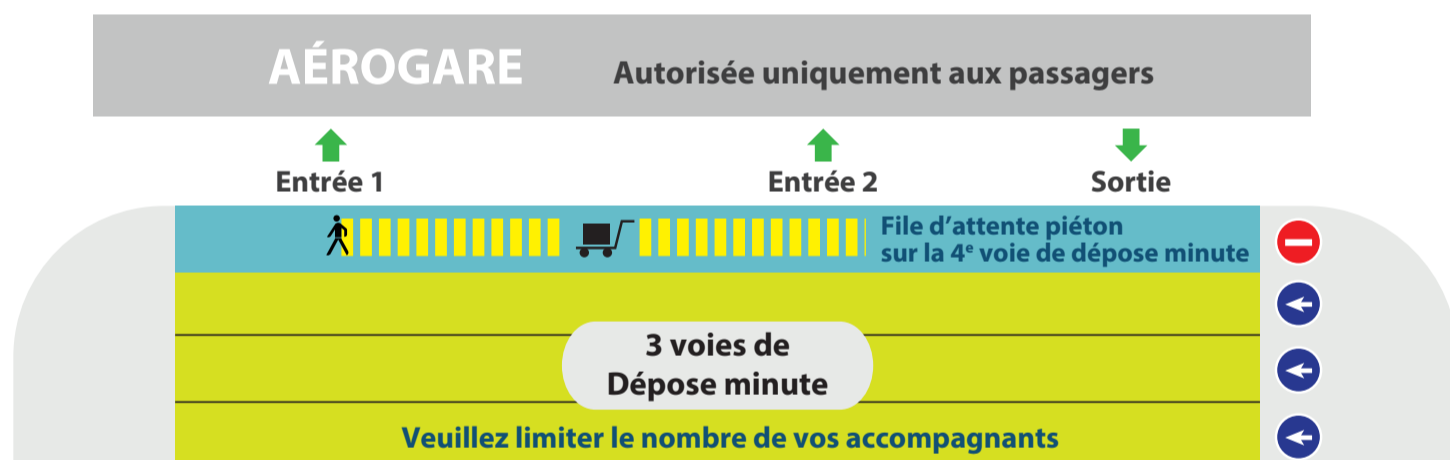 AÉROGARE Autorisée uniquement aux passagers
Entrée 1 Entrée 2 Sortie
File d’attente piéton
sur la 4e voie de dépose minute
3 voies de
Dépose minute
Veuillez limiter le nombre de vos accompagnants